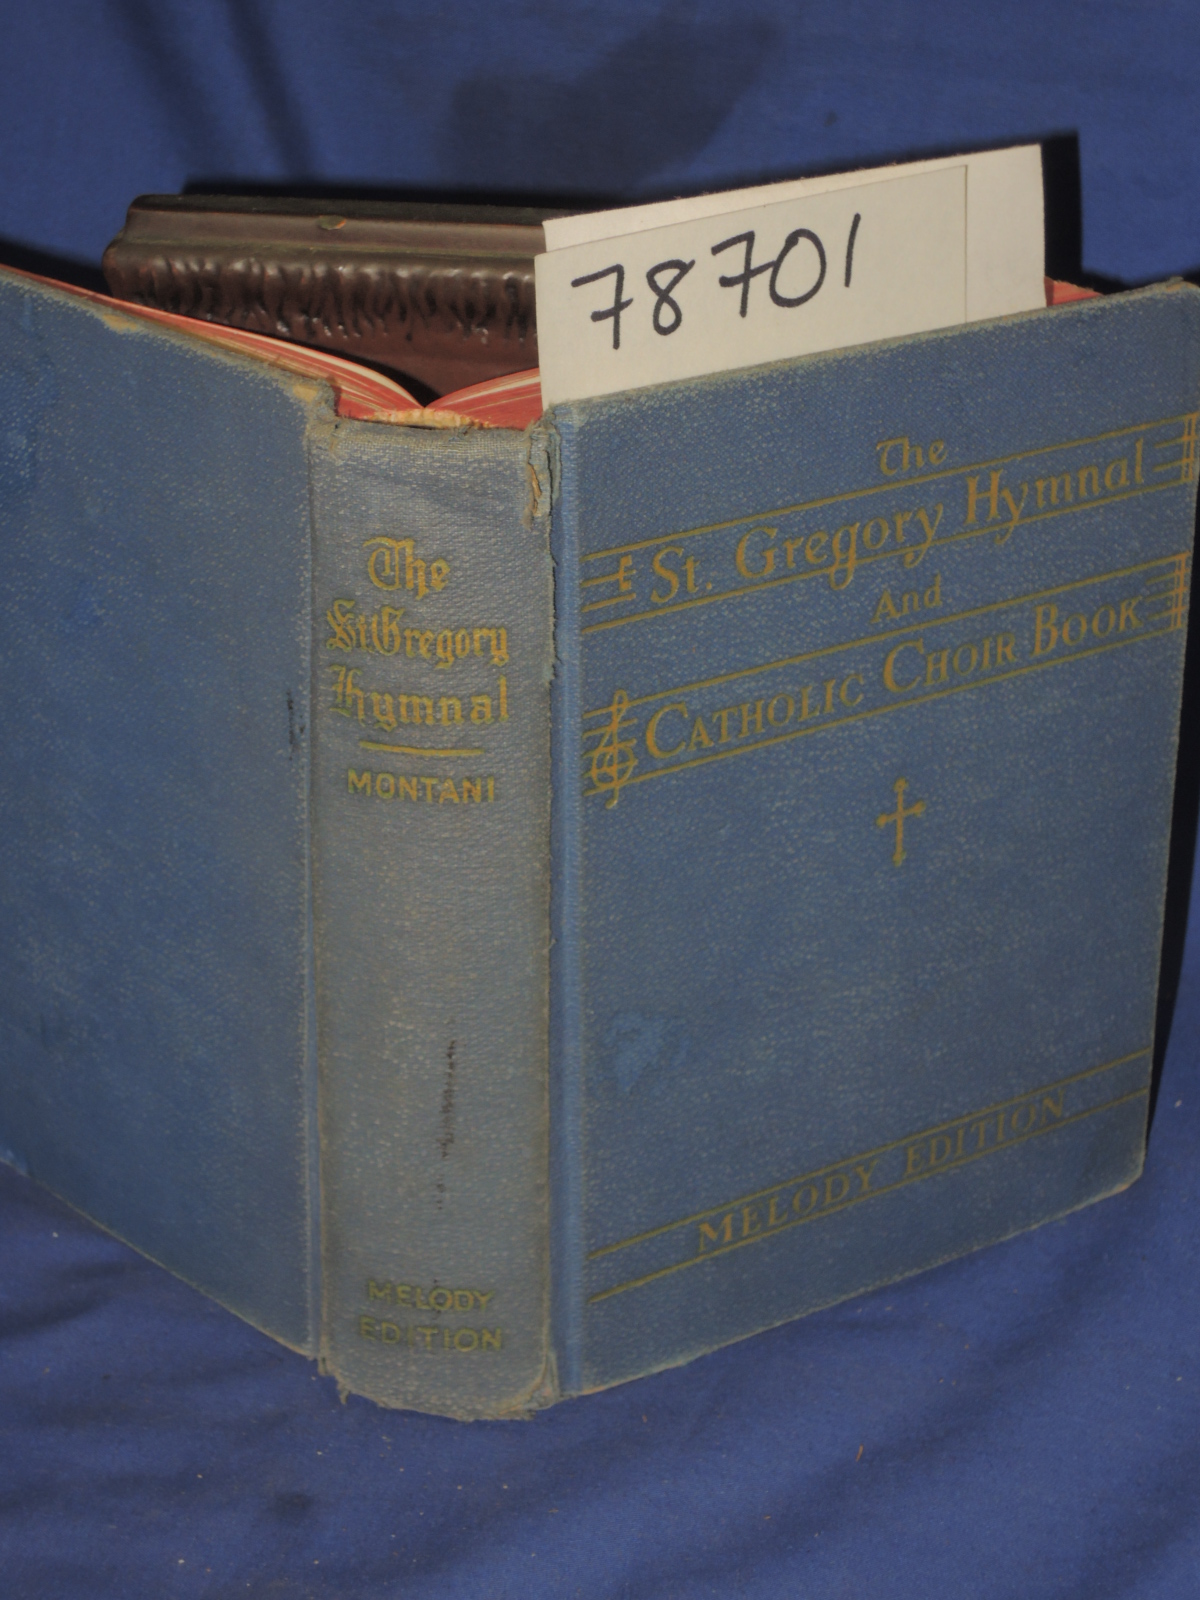 78701
The
St. Gregory Hymnal
And
CATHOLIC CHOIR BOOK
MELODY EDITION
The
St. Gregory
Hymnal
MONTANI
MELODY
EDITION